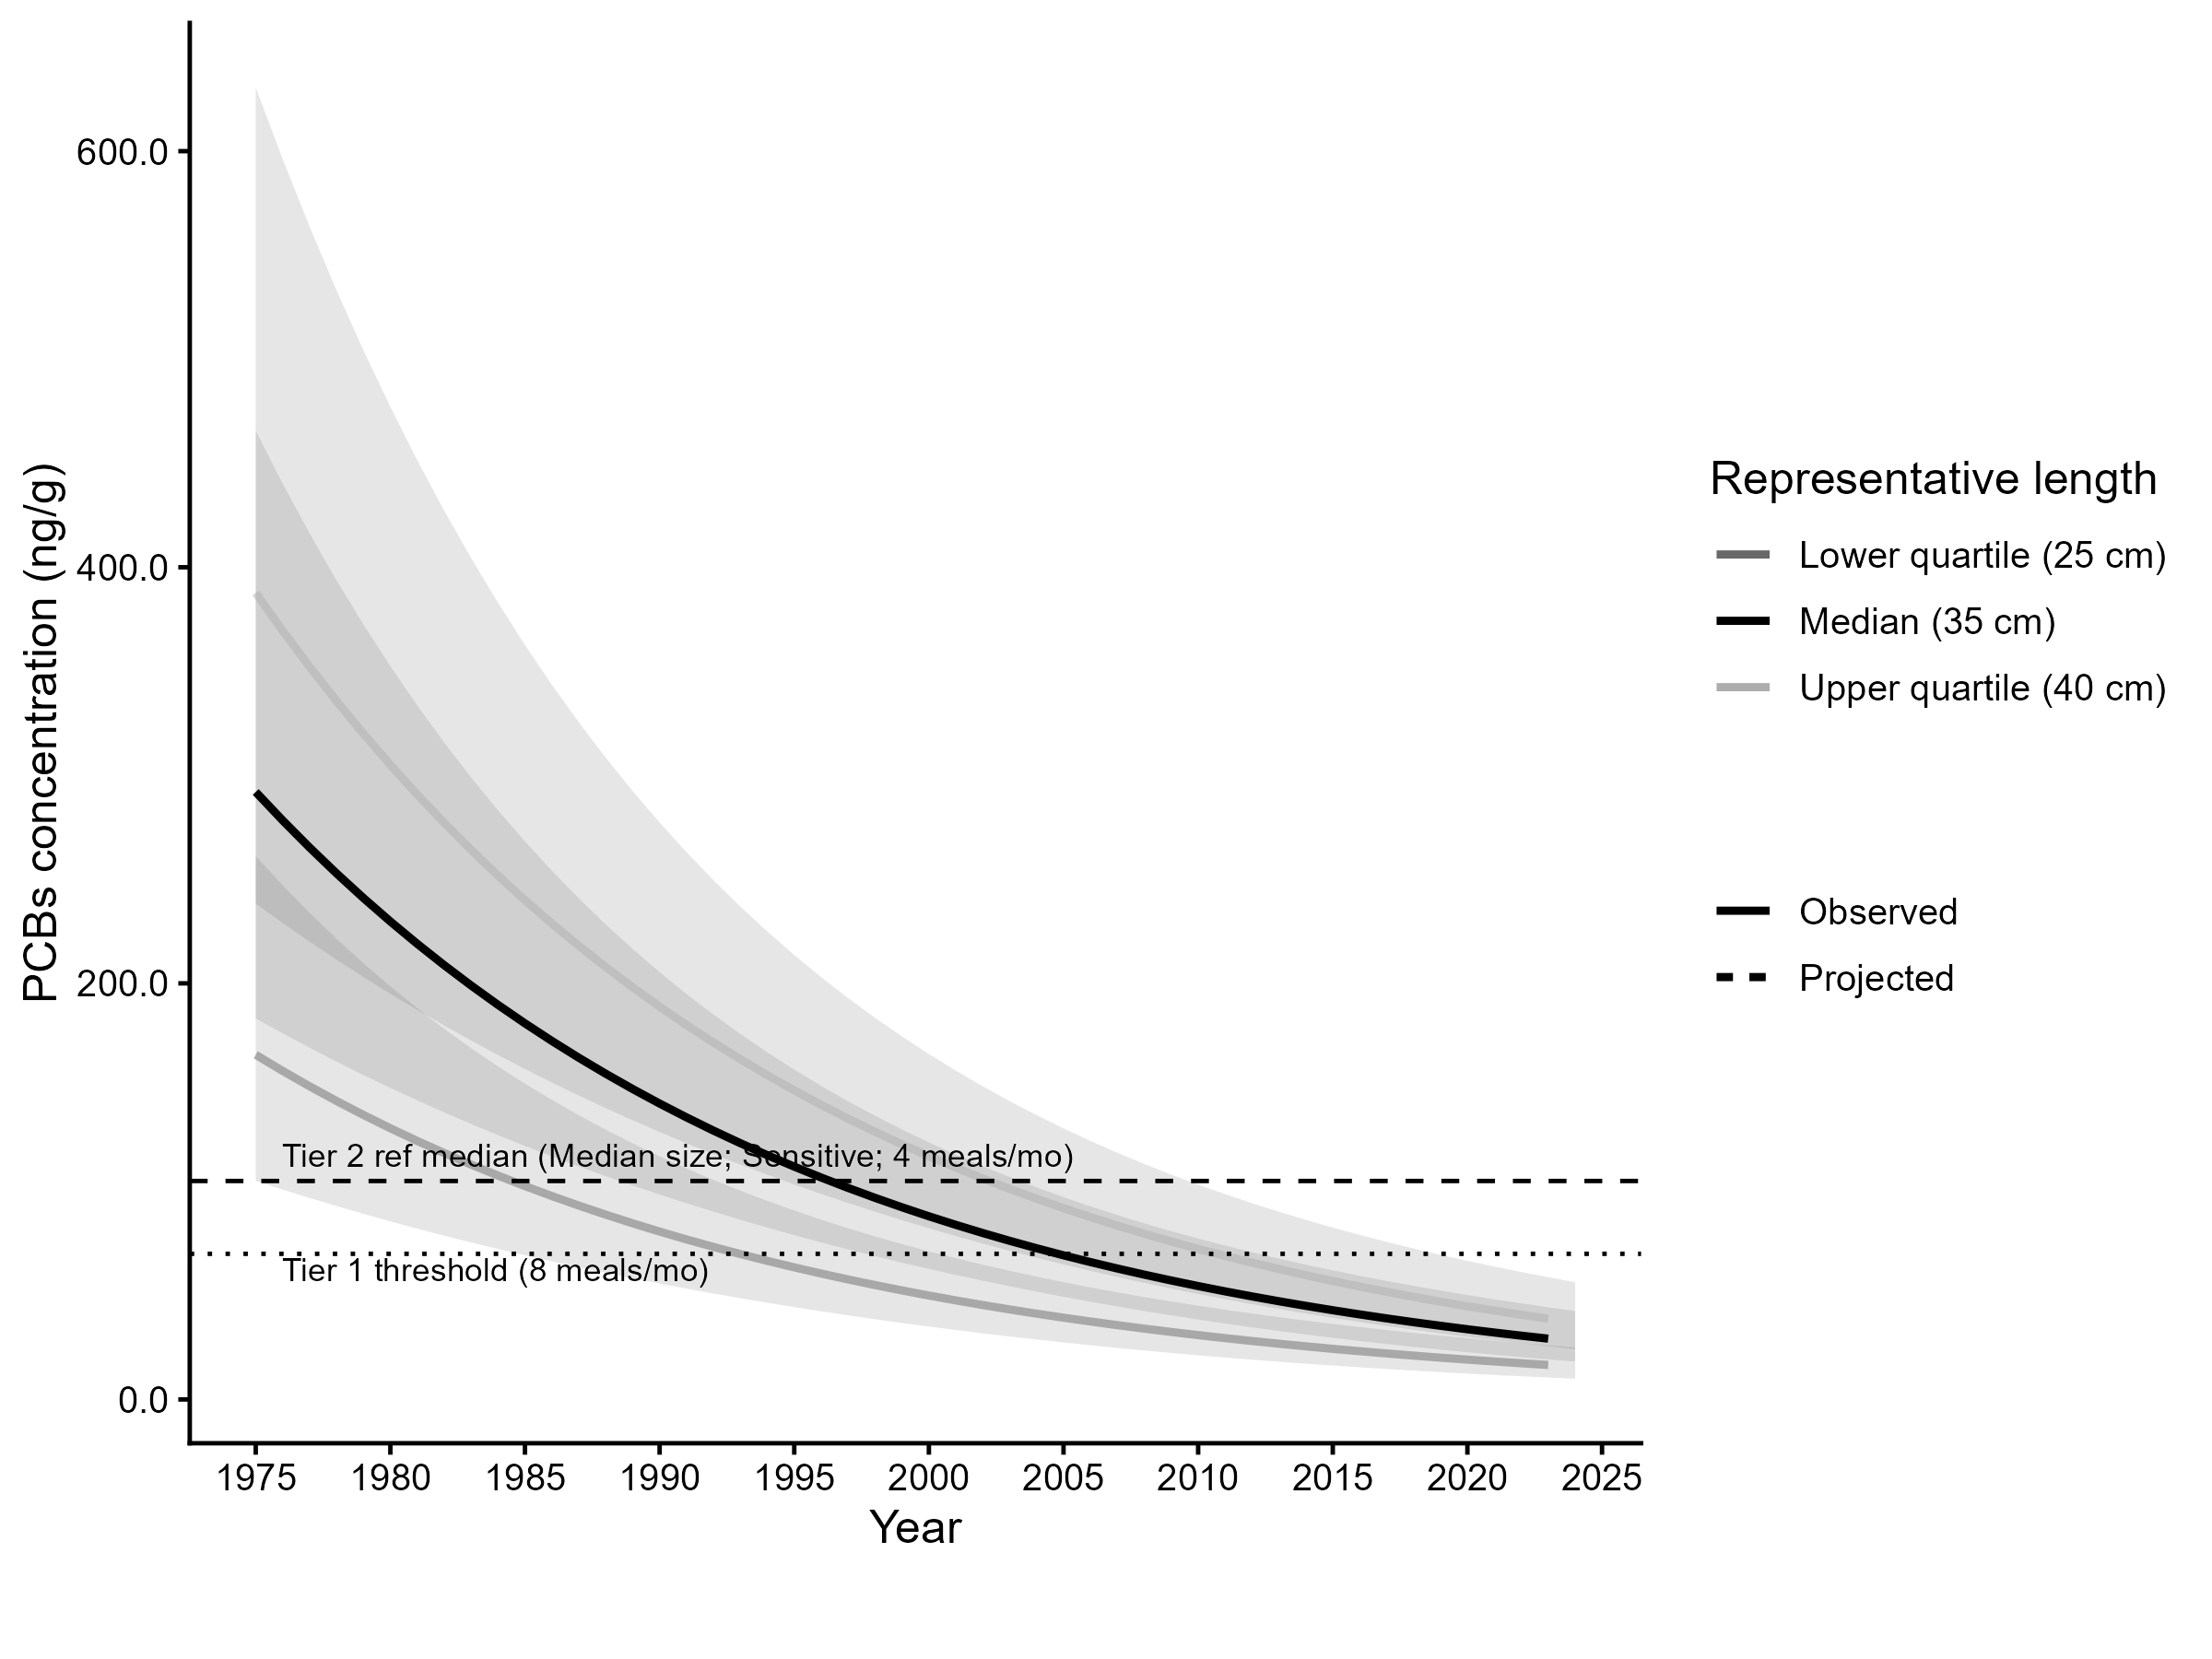 PCBs concentration (ng/g)
600.0
400.0
200.0
0.0
Tier 2 ref median (Median size; Sensitive; 4 meals/mo)
Tier 1 threshold (8 meals/mo)
1975 1980 1985 1990 1995 2000 2005 2010 2015 2020 2025
Year
Representative length
Lower quartile (25 cm)
Median (35 cm)
Upper quartile (40 cm)
Observed
Projected